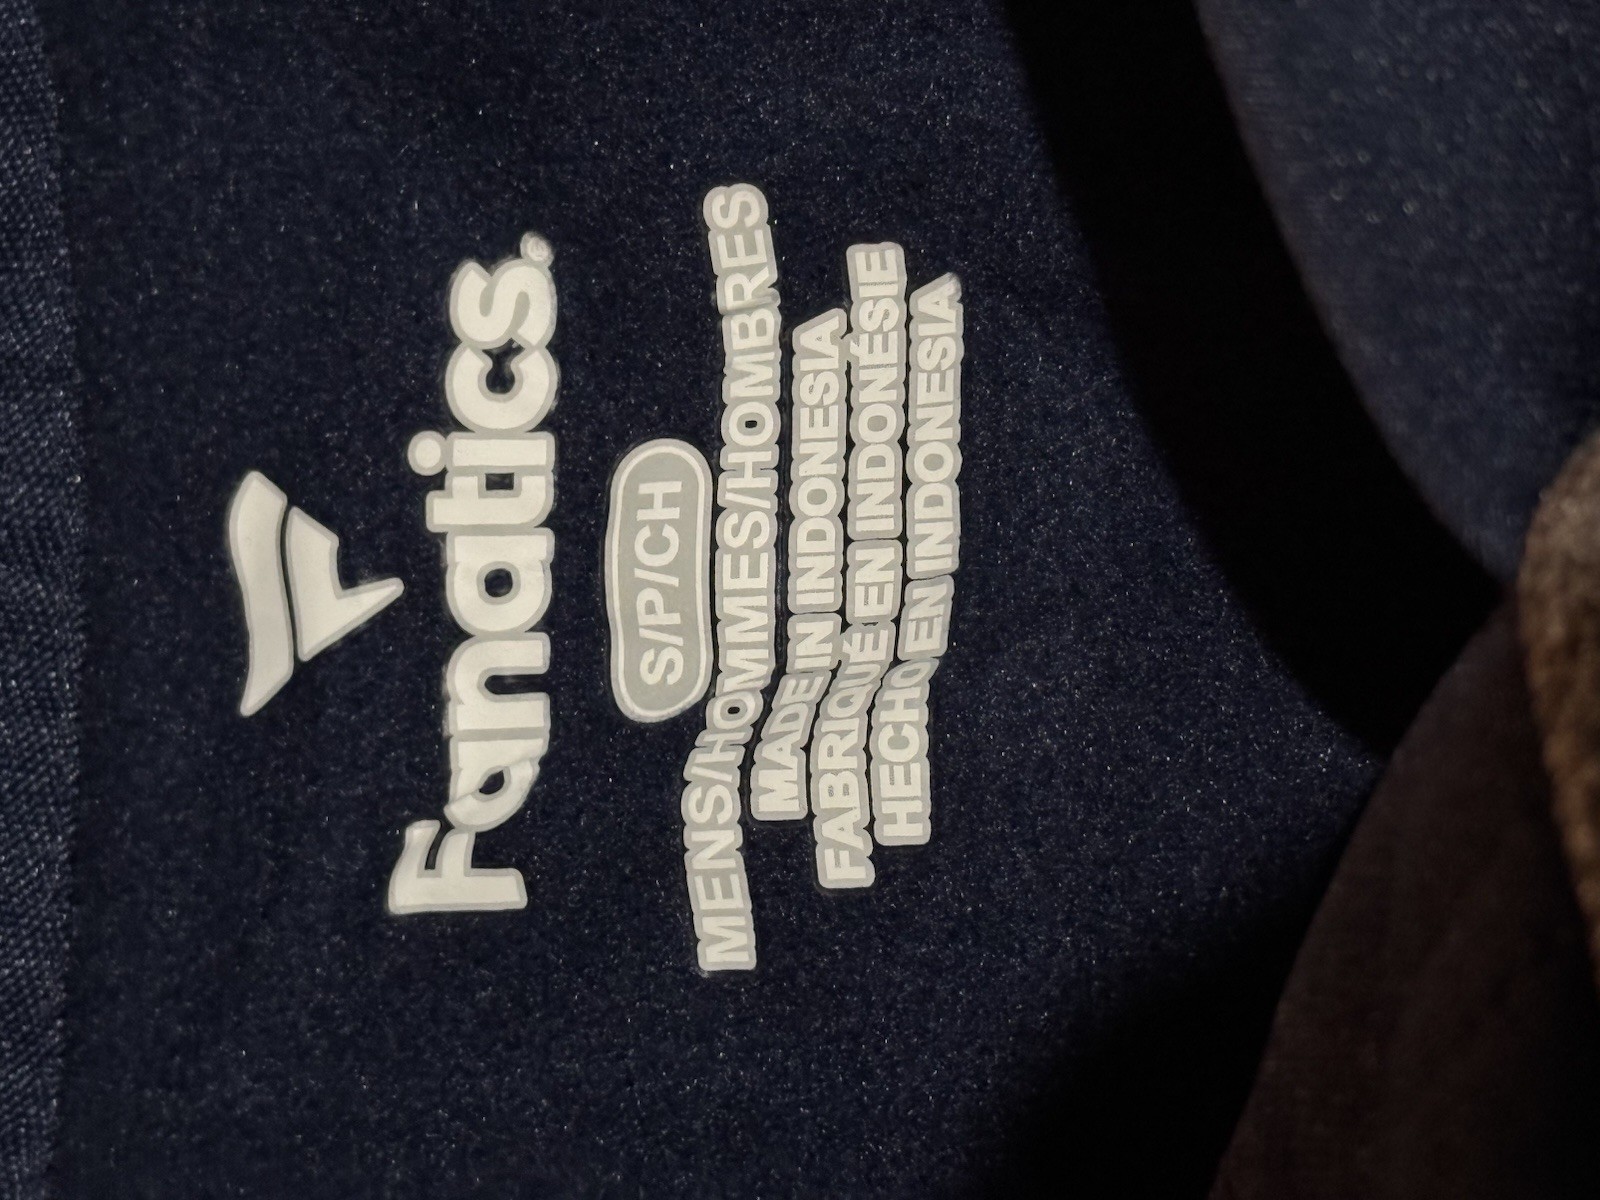 Fanatics®
S/P/CH
MENS/HOMMES/HOMBRES
MADE IN INDONESIA
FABRIQUÉ EN INDONÉSIE
HECHO EN INDONESIA